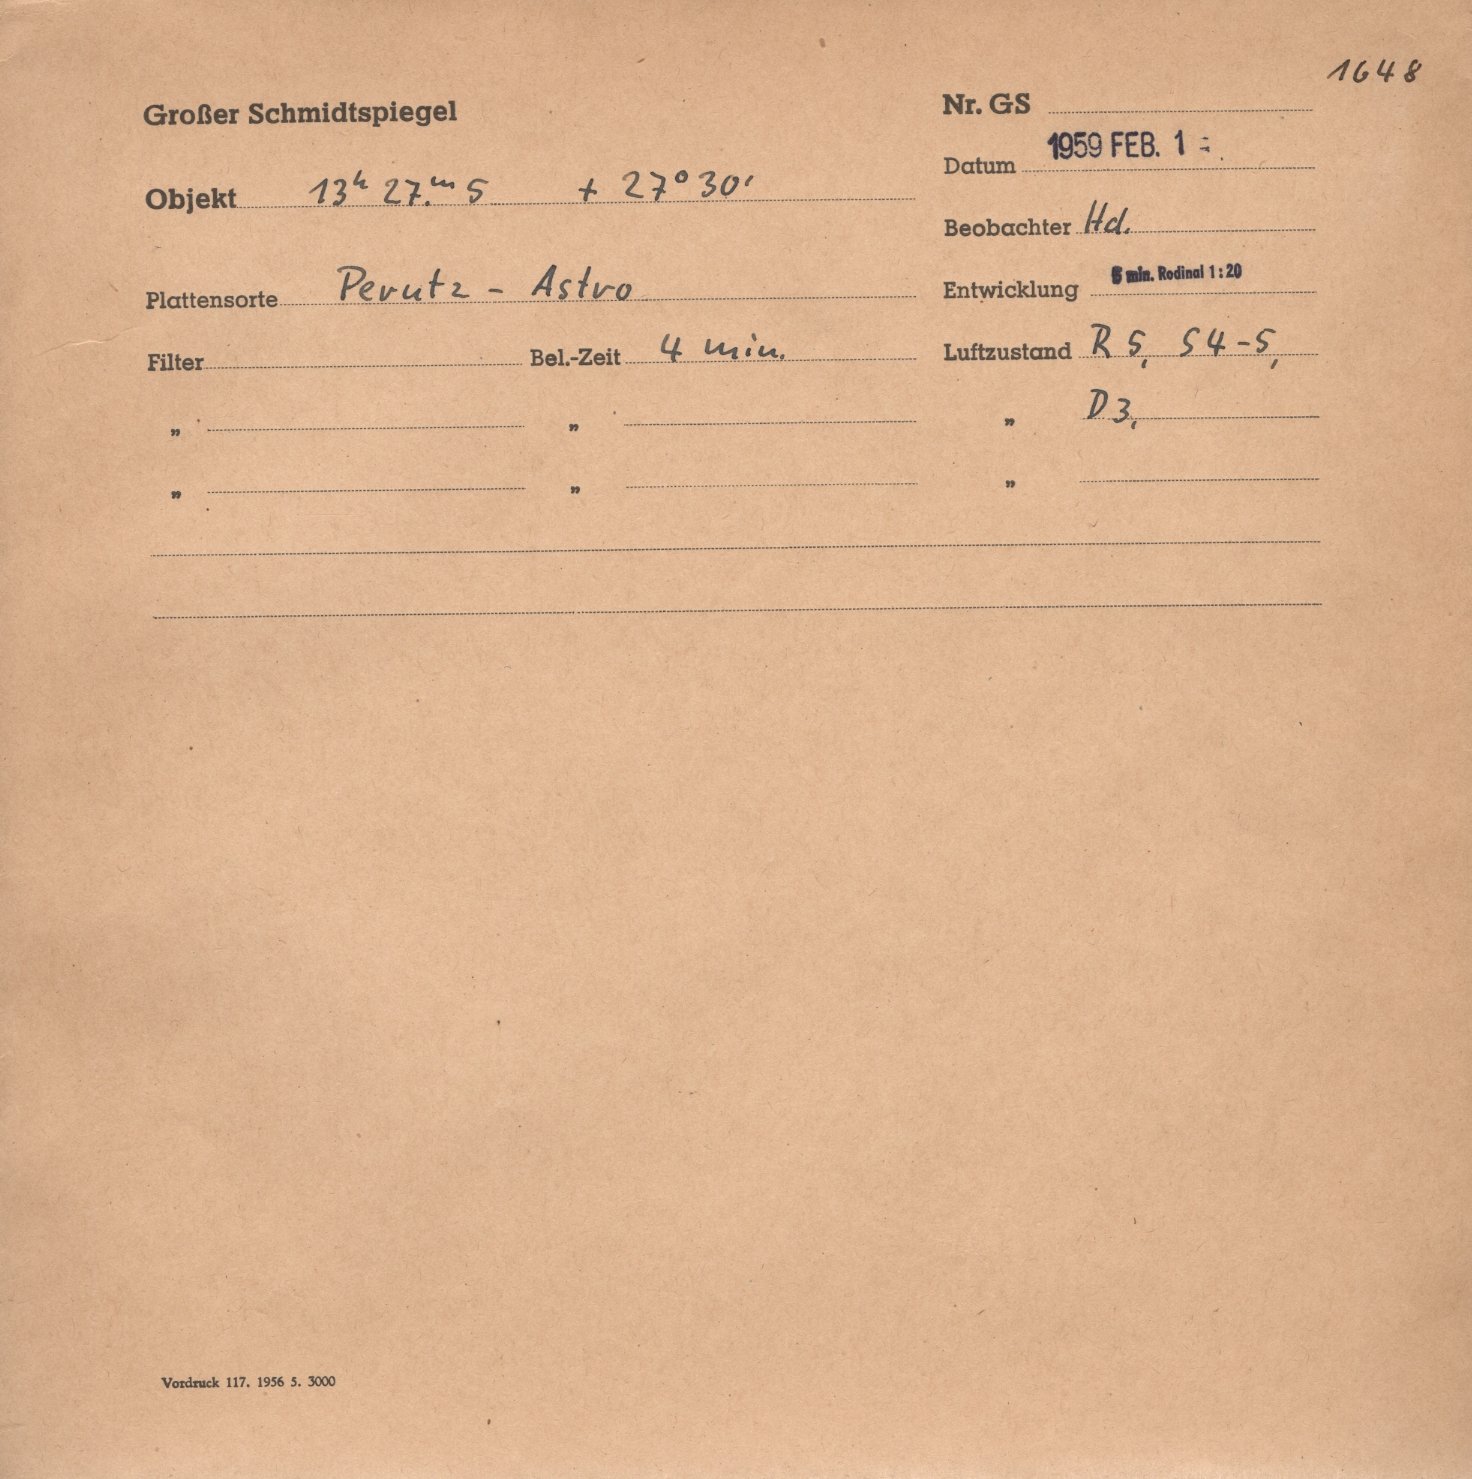 1648
Großer Schmidtspiegel
Nr. GS
Datum 1959 FEB. 1
Objekt 13ʰ 27.ᵐ 5 + 27° 30'
Beobachter Hd.
Plattensorte Perutz - Astro
Entwicklung min. Rodinal 1:20
Filter Bel.-Zeit 4 min. Luftzustand R 5, S 4-5,
„ „ „ D 3,
„ „ „
Vordruck 117. 1956 5. 3000